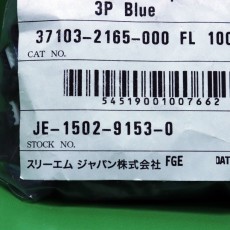 3P Blue
37103-2165-000 FL 100
CAT NO.
54519001007662
JE-1502-9153-0
STOCK NO.
スリーエム ジャパン株式会社 FGE DAT